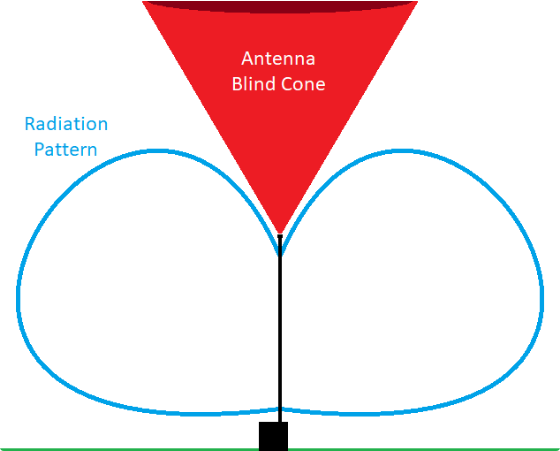 Antenna
Blind Cone
Radiation
Pattern